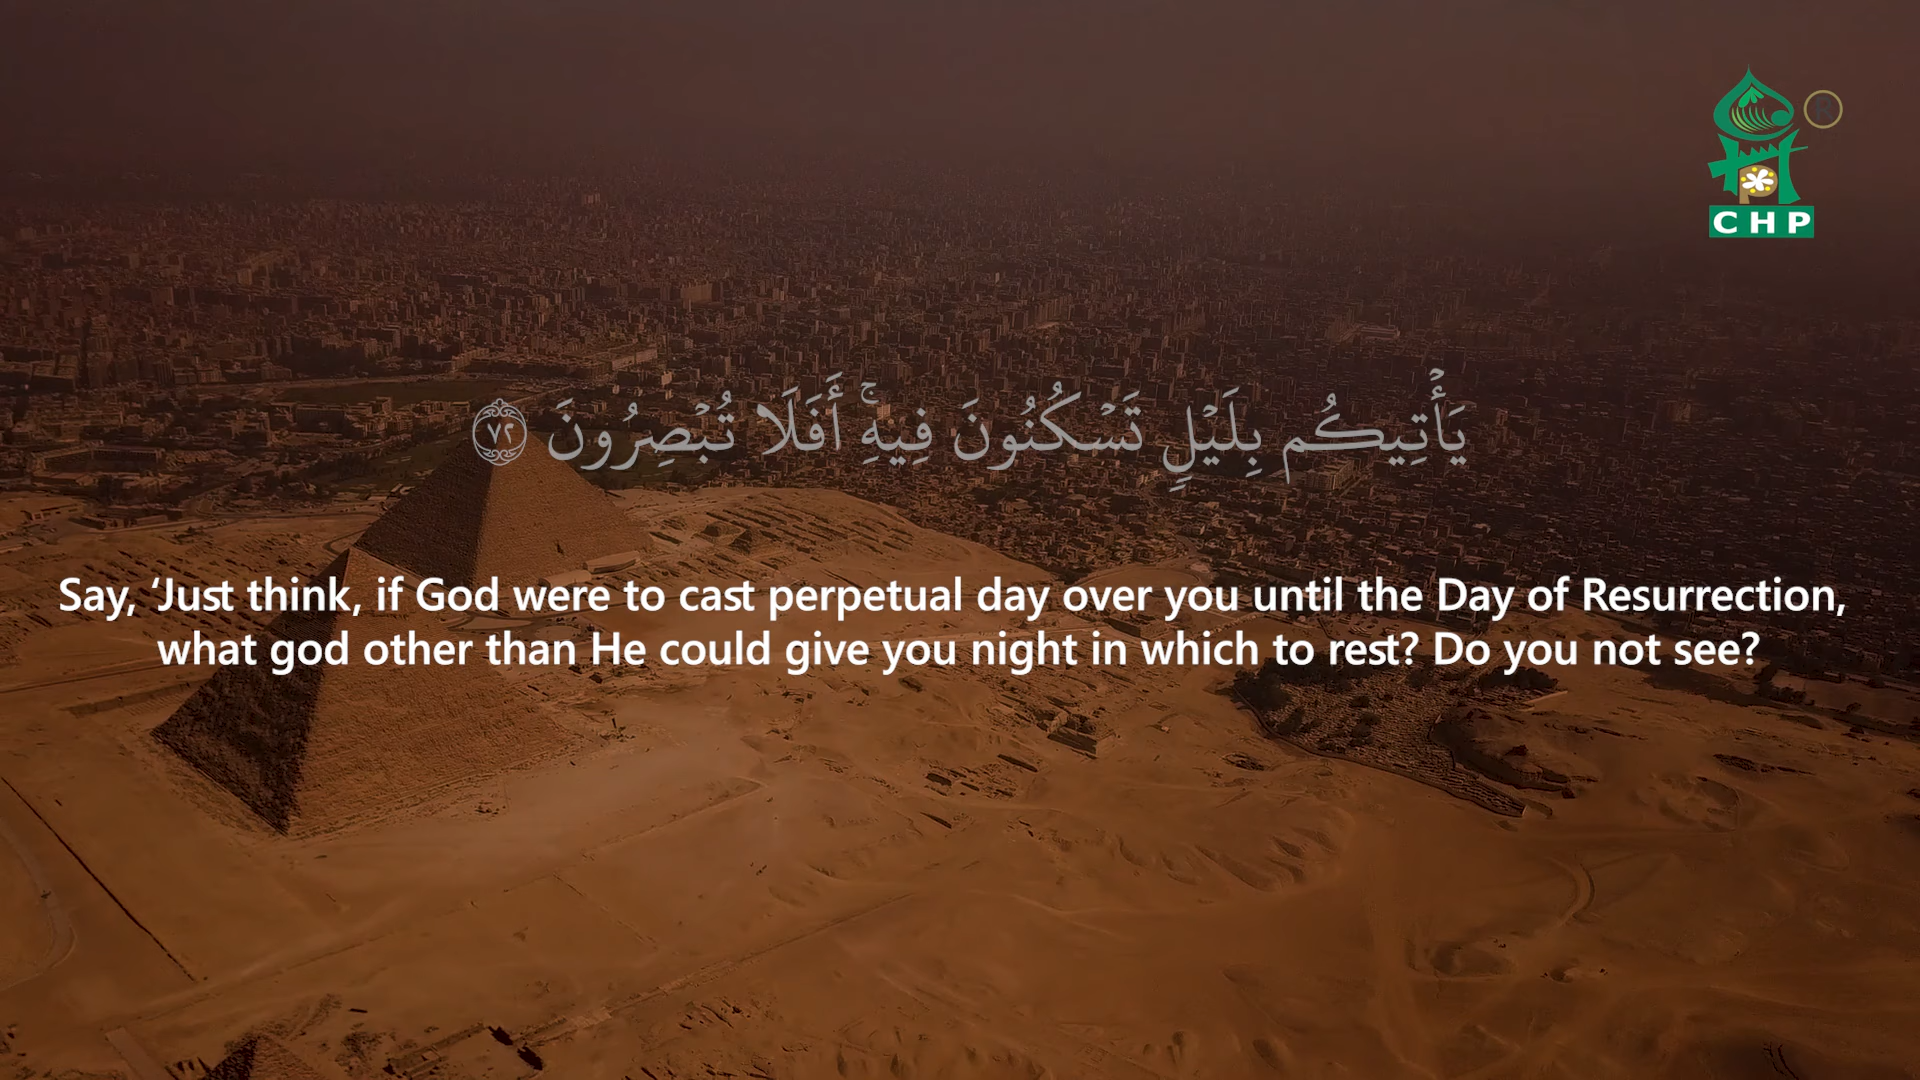 CHP
يَأْتِيكُم بِلَيْلٍ تَسْكُنُونَ فِيهِ ۚ أَفَلَا تُبْصِرُونَ ٧٢
Say, ‘Just think, if God were to cast perpetual day over you until the Day of Resurrection,
what god other than He could give you night in which to rest? Do you not see?